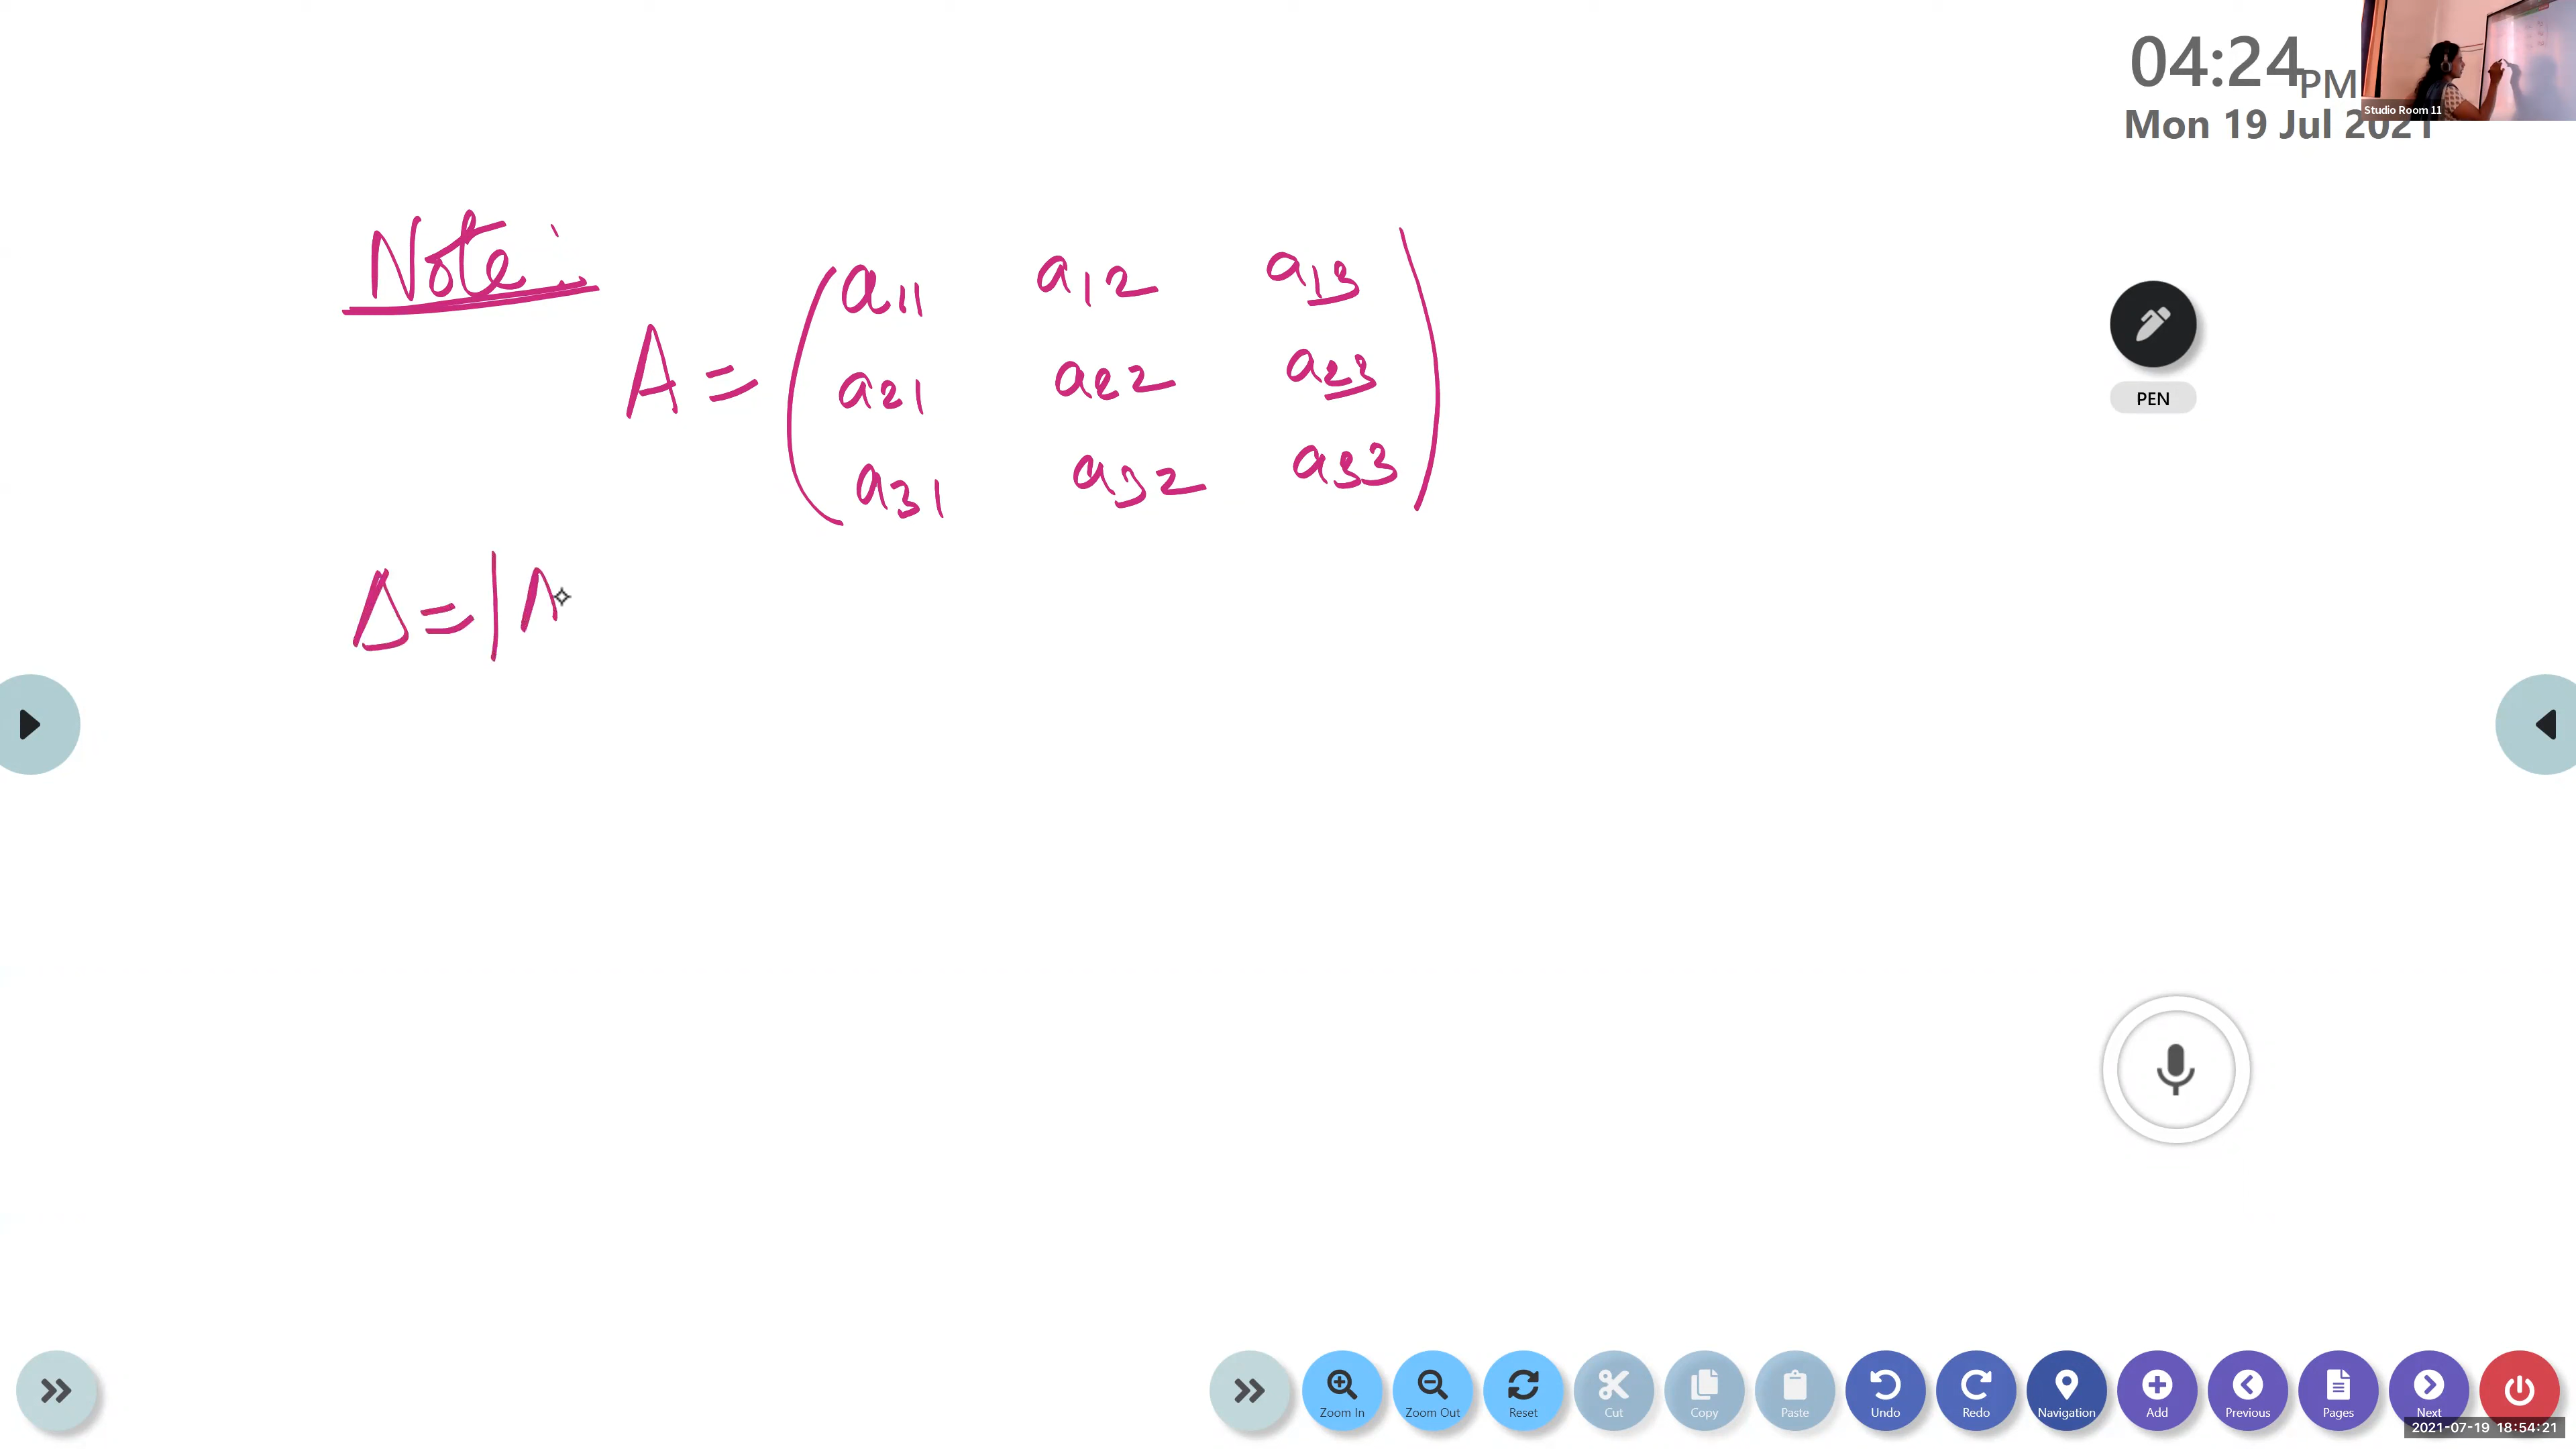 04:24 PM
Studio Room 11
Mon 19 Jul 2021
Note:
A = ( a11 a12 a13
a21 a22 a23
a31 a32 a33 )
PEN
Δ = | A
Zoom In Zoom Out Reset Cut Copy Paste Undo Redo Navigation Add Previous Pages Next
2021-07-19 18:54:21